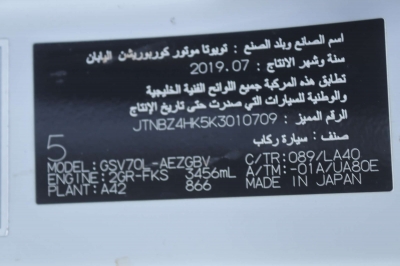 اسم الصانع وبلد الصنع : تويوتا موتور كوربوريشن اليابان
سنة وشهر الانتاج : 2019.07
تطابق هذه المركبة جميع اللوائح الفنية الخليجية
والوطنية للسيارات التي صدرت حتى تاريخ الإنتاج
الرقم المميز : JTNBZ4HK5K3010709
صنف : سيارة ركاب
5
MODEL: GSV70L-AEZGBV C/TR: 089/LA40
ENGINE: 2GR-FKS 3456mL A/TM: -01A/UA80E
PLANT: A42 866 MADE IN JAPAN